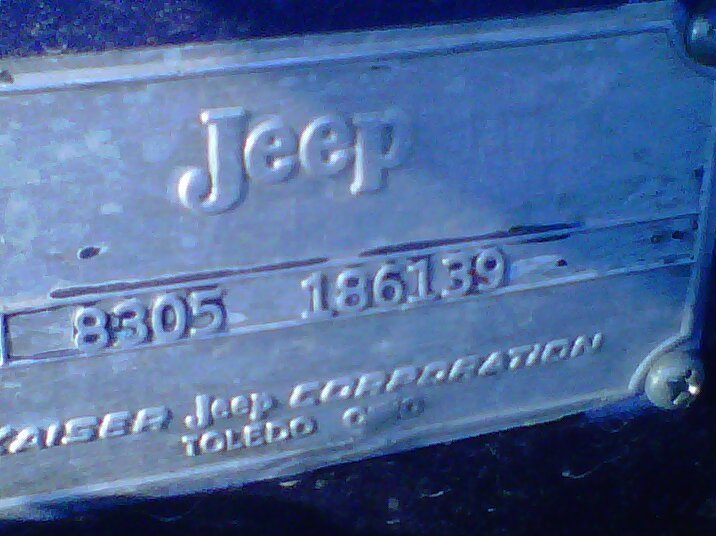 Jeep
8305 186139
KAISER Jeep CORPORATION
TOLEDO